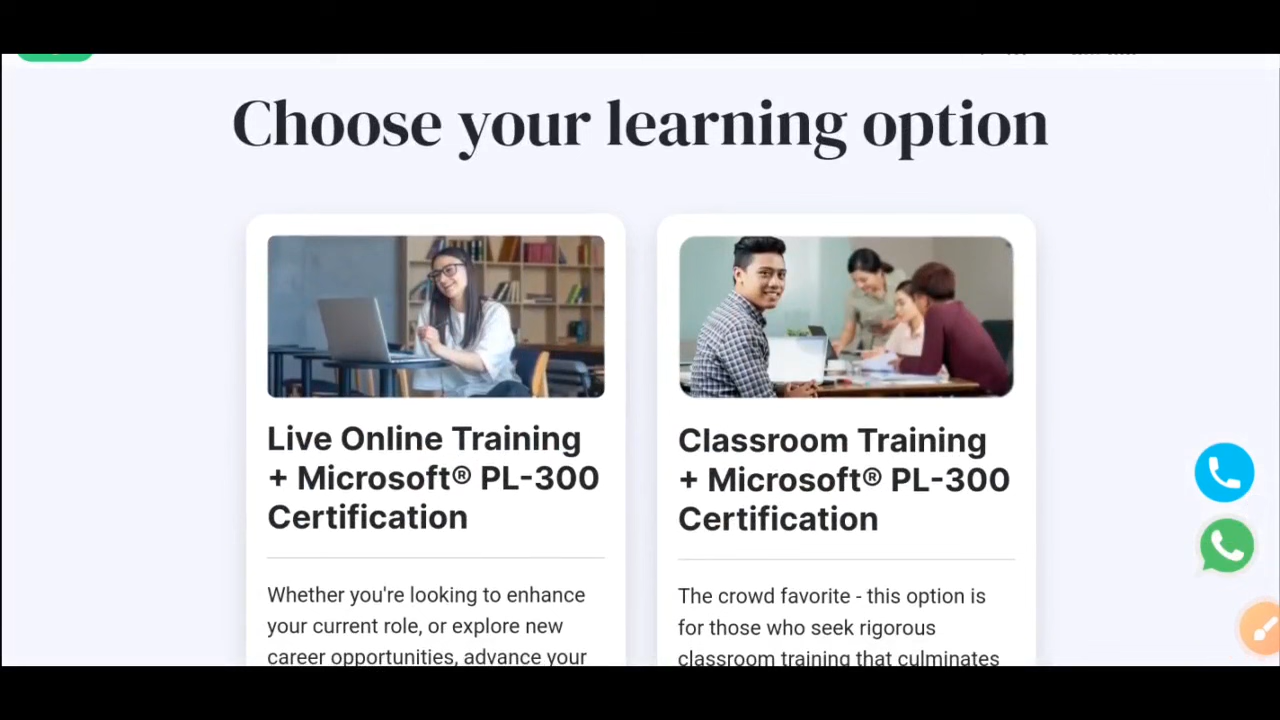 Choose your learning option
Live Online Training
+ Microsoft® PL-300
Certification
Whether you're looking to enhance
your current role, or explore new
career opportunities, advance your
Classroom Training
+ Microsoft® PL-300
Certification
The crowd favorite - this option is
for those who seek rigorous
classroom training that culminates